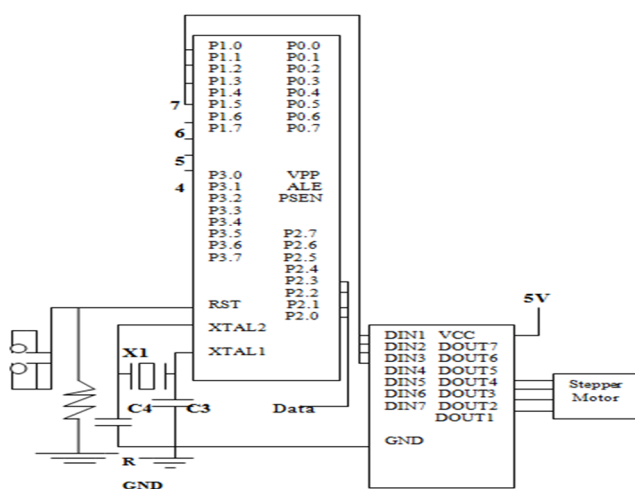 P1.0 P0.0
P1.1 P0.1
P1.2 P0.2
P1.3 P0.3
P1.4 P0.4
P1.5 P0.5
P1.6 P0.6
P1.7 P0.7
7
6
5
4
P3.0 VPP
P3.1 ALE
P3.2 PSEN
P3.3
P3.4
P3.5 P2.7
P3.6 P2.6
P3.7 P2.5
P2.4
P2.3
P2.2
RST P2.1
P2.0
XTAL2
XTAL1
X1
C4 C3
Data
R
GND
5V
DIN1 VCC
DIN2 DOUT7
DIN3 DOUT6
DIN4 DOUT5
DIN5 DOUT4
DIN6 DOUT3
DIN7 DOUT2
DOUT1
GND
Stepper
Motor